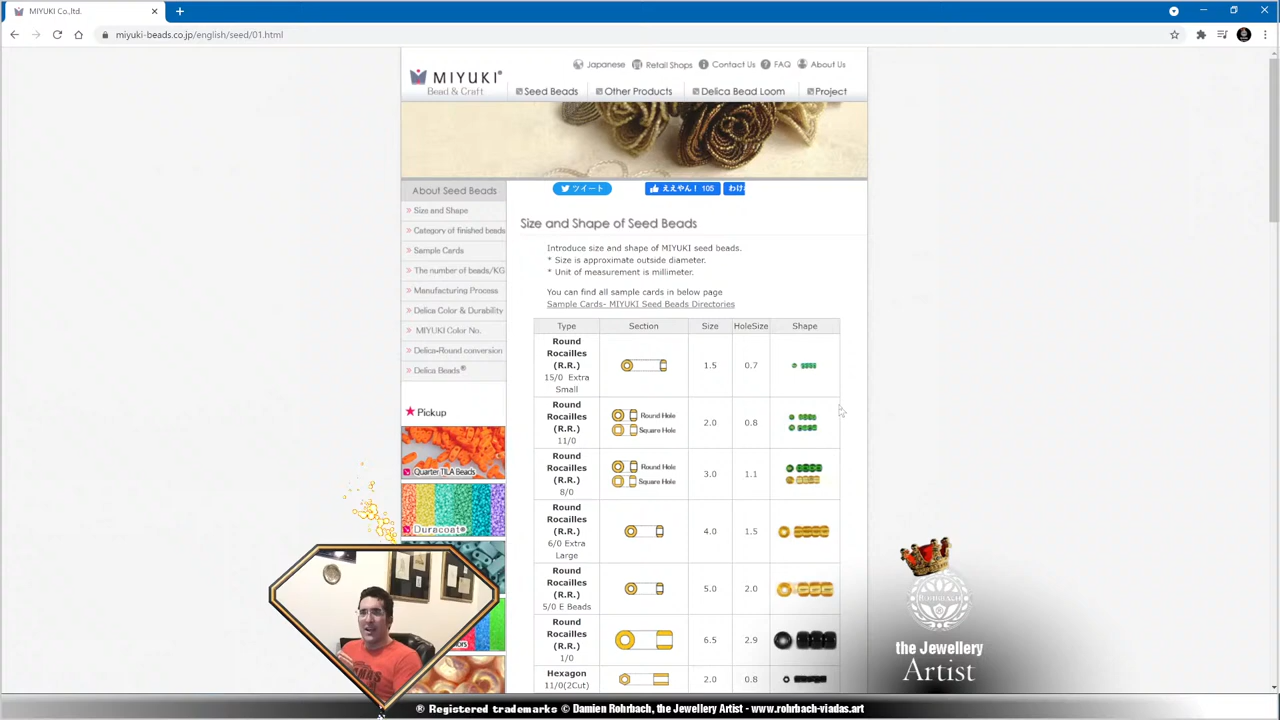 MIYUKI Co,.ltd.
miyuki-beads.co.jp/english/seed/01.html
Japanese Retail Shops Contact Us FAQ About Us
MIYUKI®
Bead & Craft
Seed Beads Other Products Delica Bead Loom Project
About Seed Beads
Size and Shape
Category of finished beads
Sample Cards
The number of beads/KG
Manufacturing Process
Delica Color & Durability
MIYUKI Color No.
Delica-Round conversion
Delica Beads®
Pickup
Quarter TILA Beads
Duracoat®
ツイート
ええやん! 105
Size and Shape of Seed Beads
Introduce size and shape of MIYUKI seed beads.
* Size is approximate outside diameter.
* Unit of measurement is millimeter.
You can find all sample cards in below page
Sample Cards- MIYUKI Seed Beads Directories
Type Section Size HoleSize Shape
Round
Rocailles
(R.R.)
15/0 Extra
Small
1.5 0.7
Round
Rocailles
(R.R.)
11/0
Round Hole
Square Hole
2.0 0.8
Round
Rocailles
(R.R.)
8/0
Round Hole
Square Hole
3.0 1.1
Round
Rocailles
(R.R.)
6/0 Extra
Large
4.0 1.5
Round
Rocailles
(R.R.)
5/0 E Beads
5.0 2.0
Round
Rocailles
(R.R.)
1/0
6.5 2.9
Hexagon
11/0(2Cut)
2.0 0.8
ROHRBACH
the Jewellery
Artist
® Registered trademarks © Damien Rohrbach, the Jewellery Artist - www.rohrbach-viadas.art